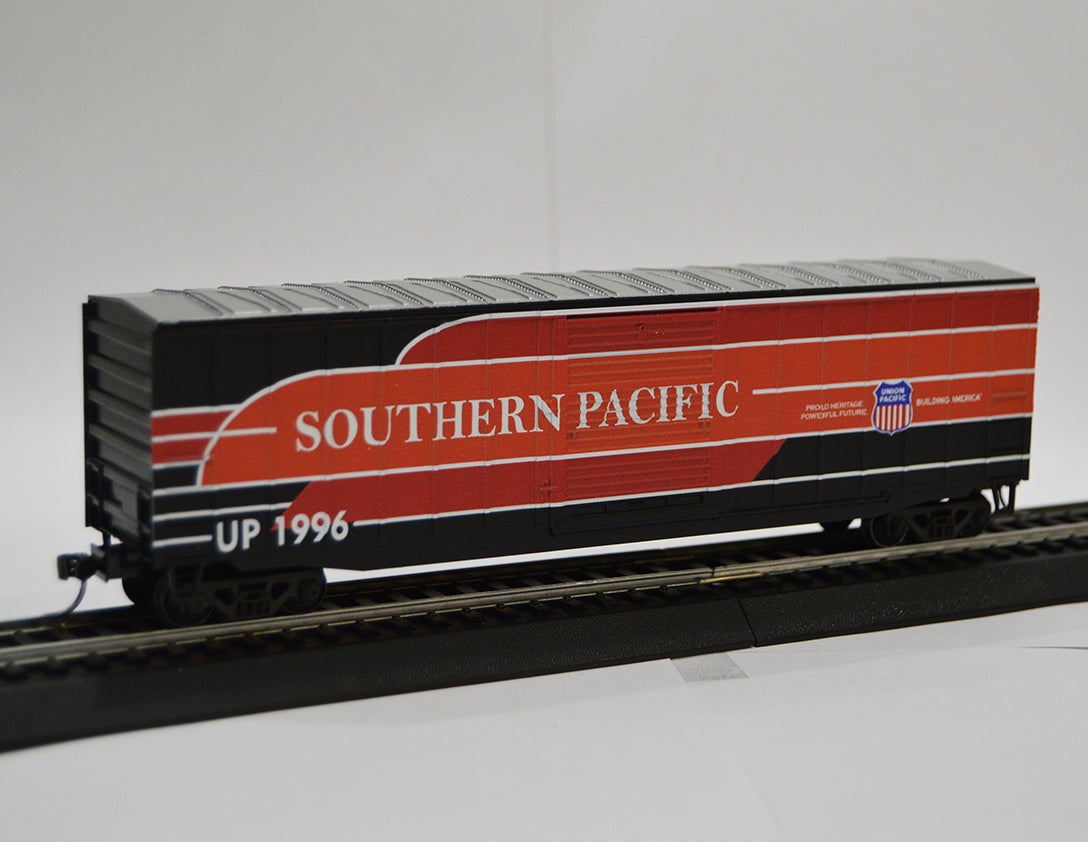 SOUTHERN PACIFIC
PROUD HERITAGE.
POWERFUL FUTURE.
UNION
PACIFIC
BUILDING AMERICA®
UP 1996